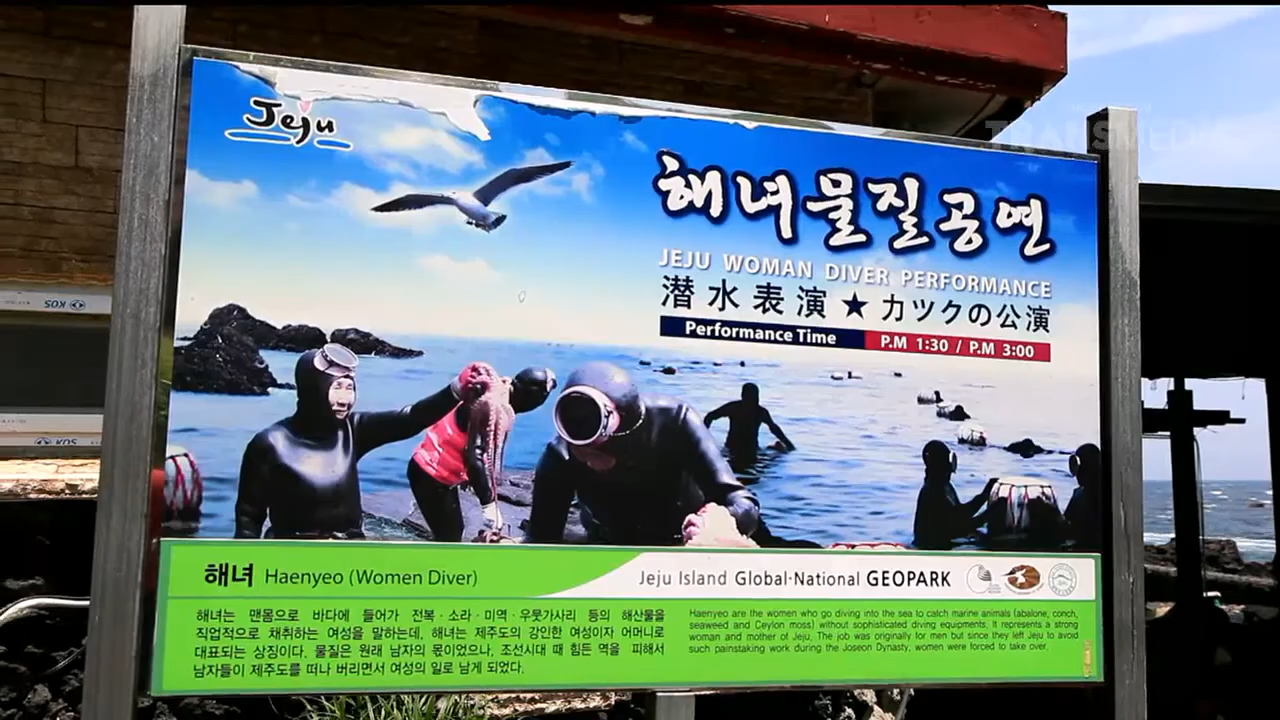 Jeju
해녀물질공연
JEJU WOMAN DIVER PERFORMANCE
潜水表演 ★ カツクの公演
Performance Time P.M 1:30 / P.M 3:00
KOS
KOS
해녀 Haenyeo (Women Diver)
Jeju Island Global·National GEOPARK
해녀는 맨몸으로 바다에 들어가 전복·소라·미역·우뭇가사리 등의 해산물을
직업적으로 채취하는 여성을 말하는데, 해녀는 제주도의 강인한 여성이자 어머니로
대표되는 상징이다. 물질은 원래 남자의 몫이었으나, 조선시대 때 힘든 역을 피해서
남자들이 제주도를 떠나 버리면서 여성의 일로 남게 되었다.
Haenyeo are the women who go diving into the sea to catch marine animals (abalone, conch,
seaweed and Ceylon moss) without sophisticated diving equipments. It represents a strong
woman and mother of Jeju. The job was originally for men but since they left Jeju to avoid
such painstaking work during the Joseon Dynasty, women were forced to take over.